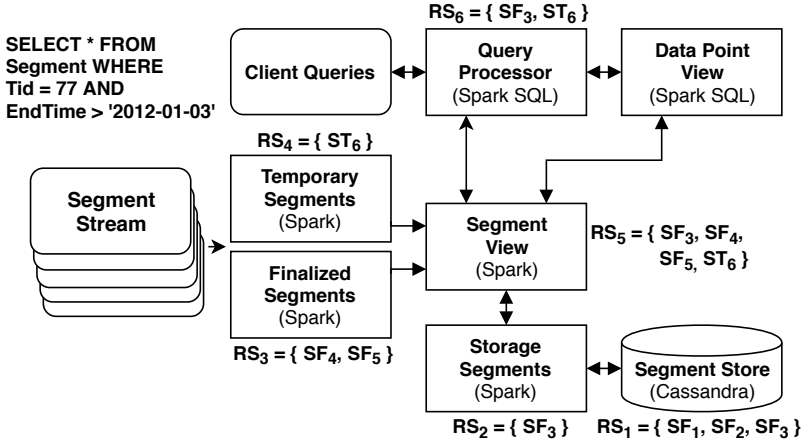 RS6 = { SF3, ST6 }
SELECT * FROM
Segment WHERE
Tid = 77 AND
EndTime > '2012-01-03'
Client Queries
Query
Processor
(Spark SQL)
Data Point
View
(Spark SQL)
RS4 = { ST6 }
Segment
Stream
Temporary
Segments
(Spark)
Segment
View
(Spark)
RS5 = { SF3, SF4,
SF5, ST6 }
Finalized
Segments
(Spark)
RS3 = { SF4, SF5 }
Storage
Segments
(Spark)
Segment Store
(Cassandra)
RS2 = { SF3 }
RS1 = { SF1, SF2, SF3 }